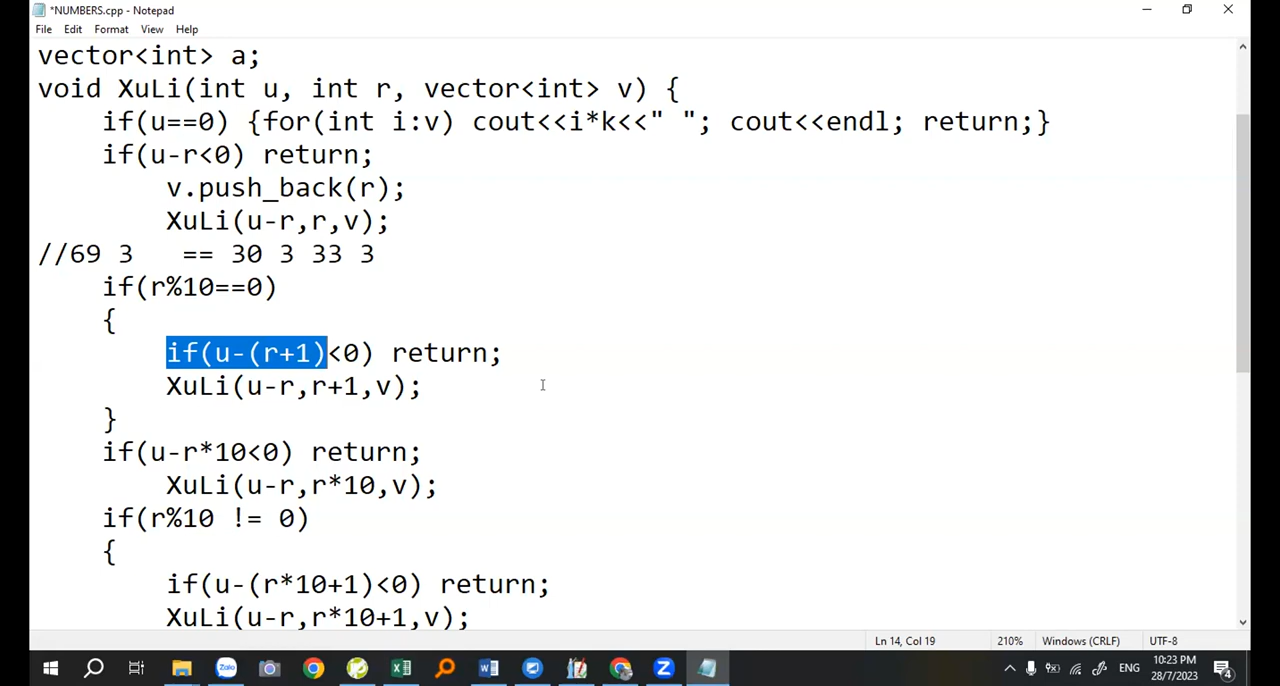 *NUMBERS.cpp - Notepad
File Edit Format View Help
vector<int> a;
void XuLi(int u, int r, vector<int> v) {
    if(u==0) {for(int i:v) cout<<i*k<<" "; cout<<endl; return;}
    if(u-r<0) return;
        v.push_back(r);
        XuLi(u-r,r,v);
//69 3   == 30 3 33 3
    if(r%10==0)
    {
        if(u-(r+1)<0) return;
        XuLi(u-r,r+1,v);
    }
    if(u-r*10<0) return;
        XuLi(u-r,r*10,v);
    if(r%10 != 0)
    {
        if(u-(r*10+1)<0) return;
        XuLi(u-r,r*10+1,v);
Ln 14, Col 19 210% Windows (CRLF) UTF-8
Zalo Z ENG 10:23 PM
28/7/2023 4